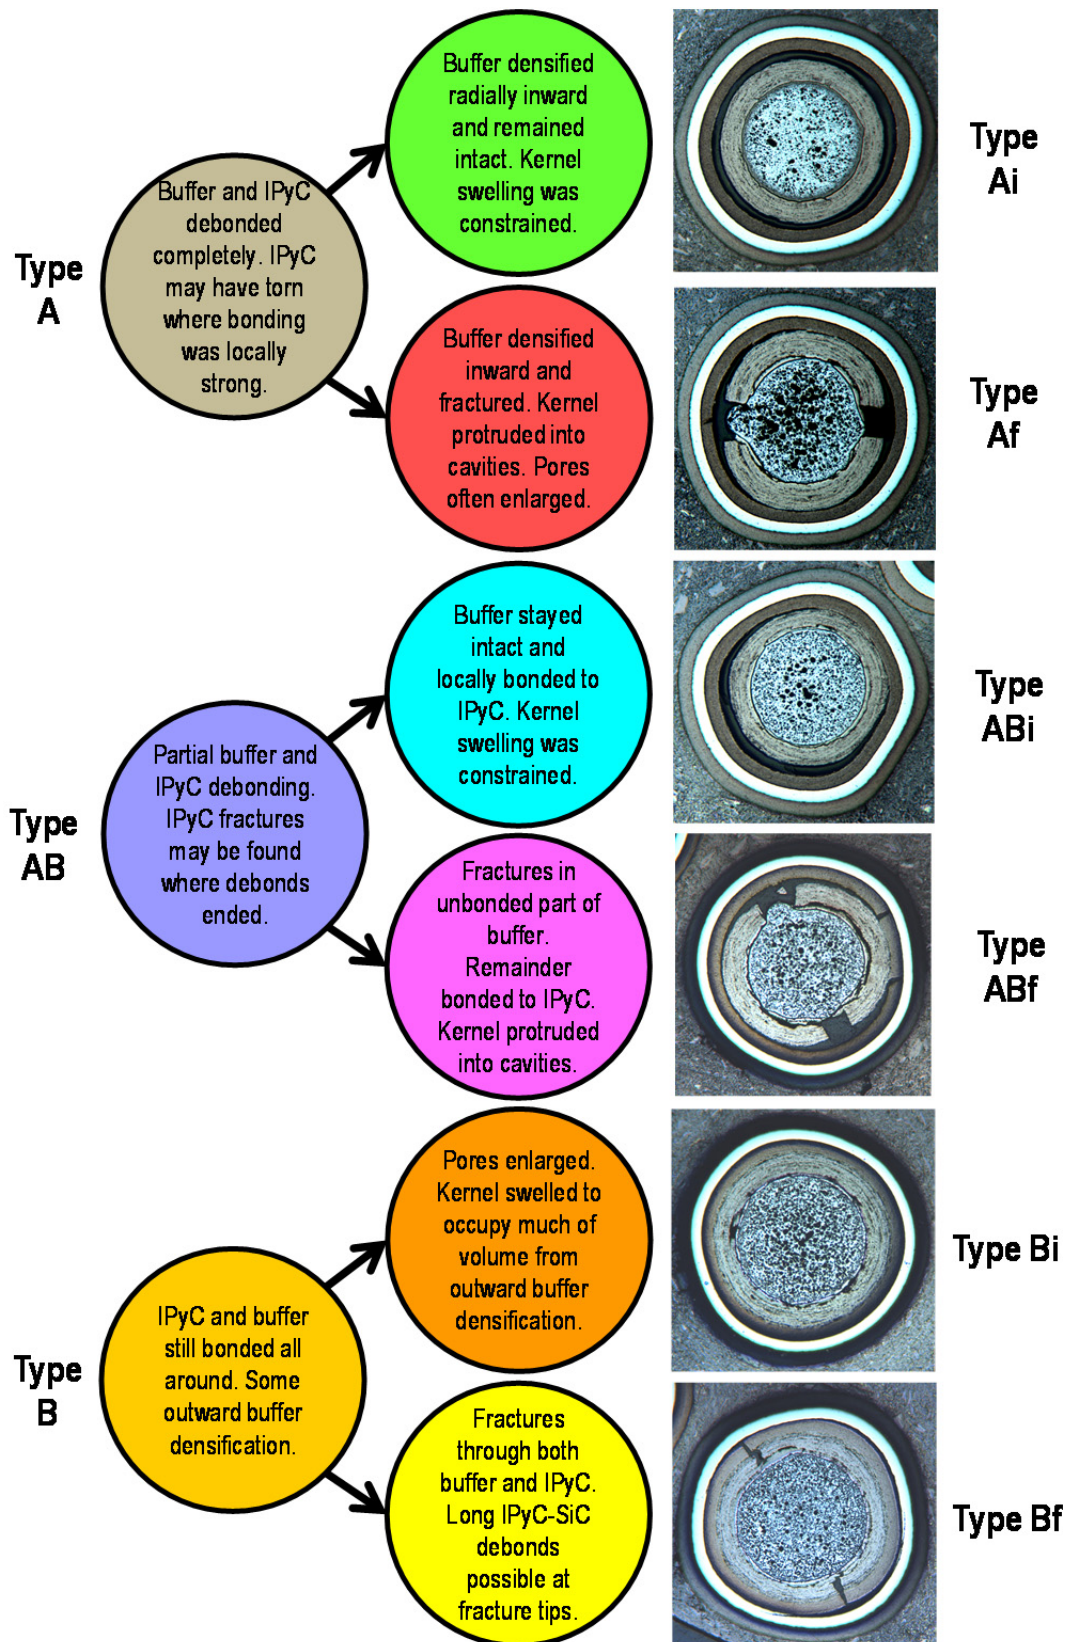 Type
A
Buffer and IPyC
debonded
completely. IPyC
may have torn
where bonding
was locally
strong.
Buffer densified
radially inward
and remained
intact. Kernel
swelling was
constrained.
Type
Ai
Buffer densified
inward and
fractured. Kernel
protruded into
cavities. Pores
often enlarged.
Type
Af
Type
AB
Partial buffer and
IPyC debonding.
IPyC fractures
may be found
where debonds
ended.
Buffer stayed
intact and
locally bonded to
IPyC. Kernel
swelling was
constrained.
Type
ABi
Fractures in
unbonded part of
buffer.
Remainder
bonded to IPyC.
Kernel protruded
into cavities.
Type
ABf
Type
B
IPyC and buffer
still bonded all
around. Some
outward buffer
densification.
Pores enlarged.
Kernel swelled to
occupy much of
volume from
outward buffer
densification.
Type Bi
Fractures
through both
buffer and IPyC.
Long IPyC-SiC
debonds
possible at
fracture tips.
Type Bf